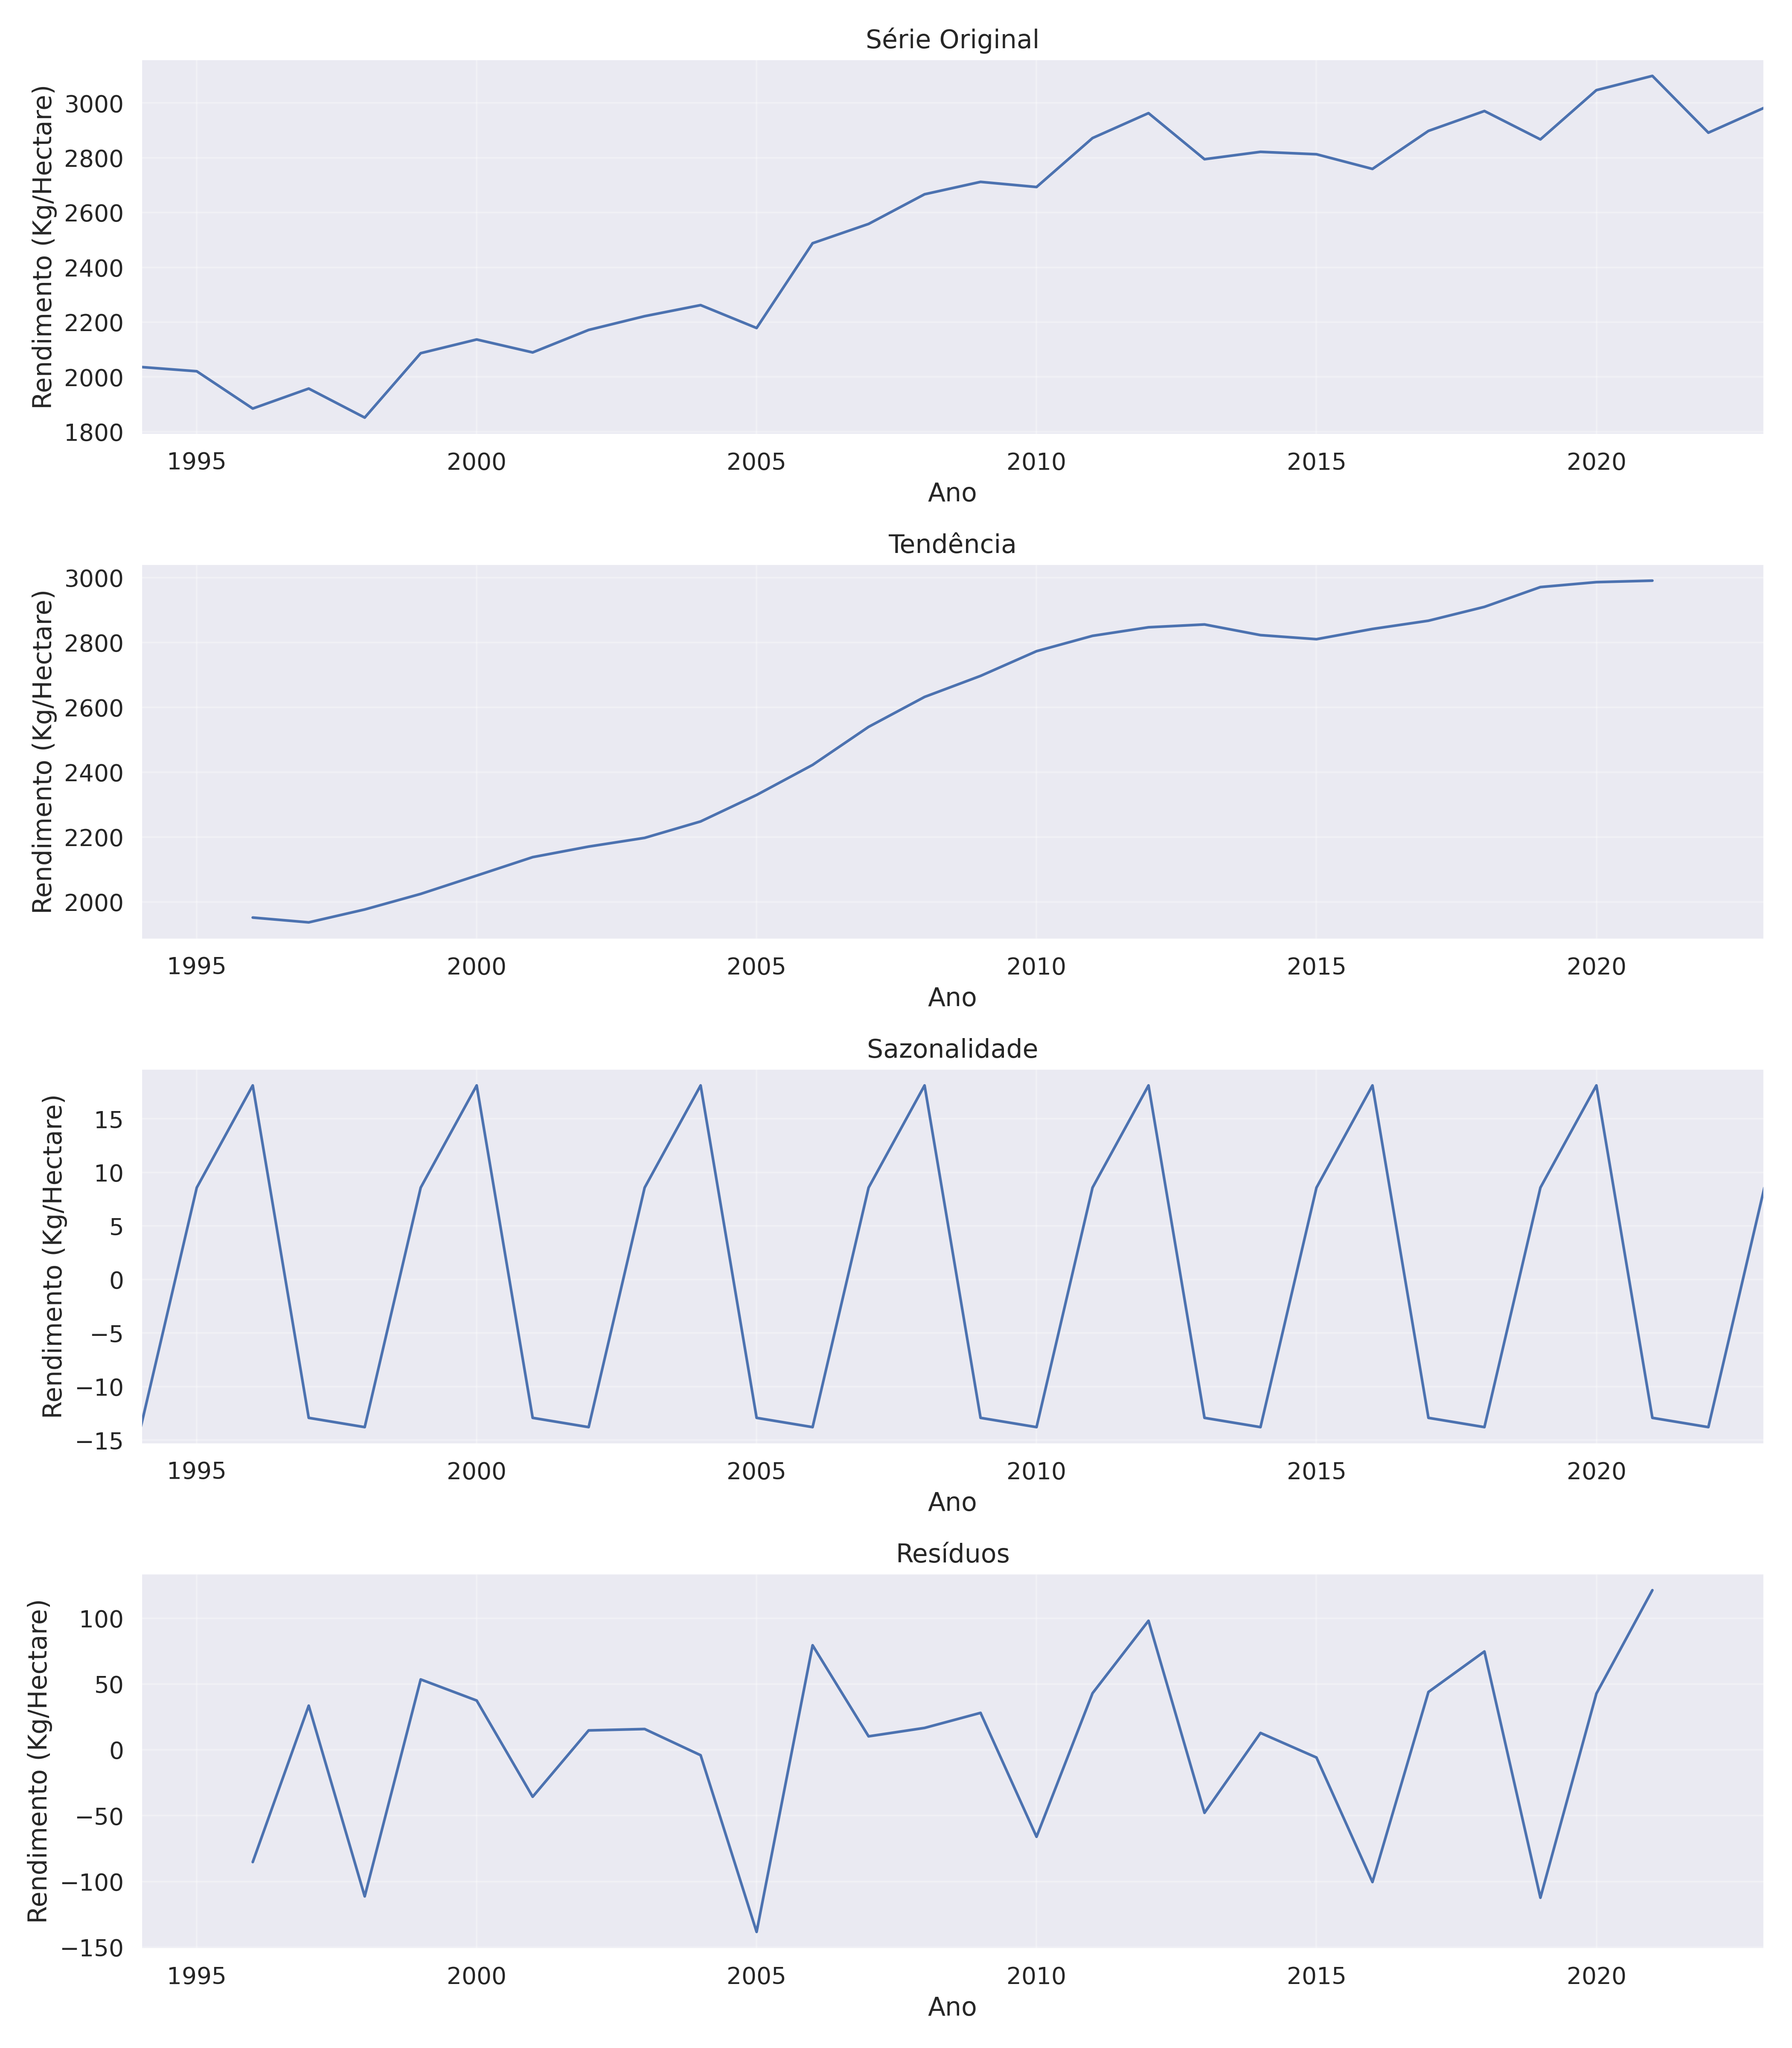 Série Original
Rendimento (Kg/Hectare)
3000
2800
2600
2400
2200
2000
1800
1995 2000 2005 2010 2015 2020
Ano
Tendência
Rendimento (Kg/Hectare)
3000
2800
2600
2400
2200
2000
1995 2000 2005 2010 2015 2020
Ano
Sazonalidade
Rendimento (Kg/Hectare)
15
10
5
0
−5
−10
−15
1995 2000 2005 2010 2015 2020
Ano
Resíduos
Rendimento (Kg/Hectare)
100
50
0
−50
−100
−150
1995 2000 2005 2010 2015 2020
Ano